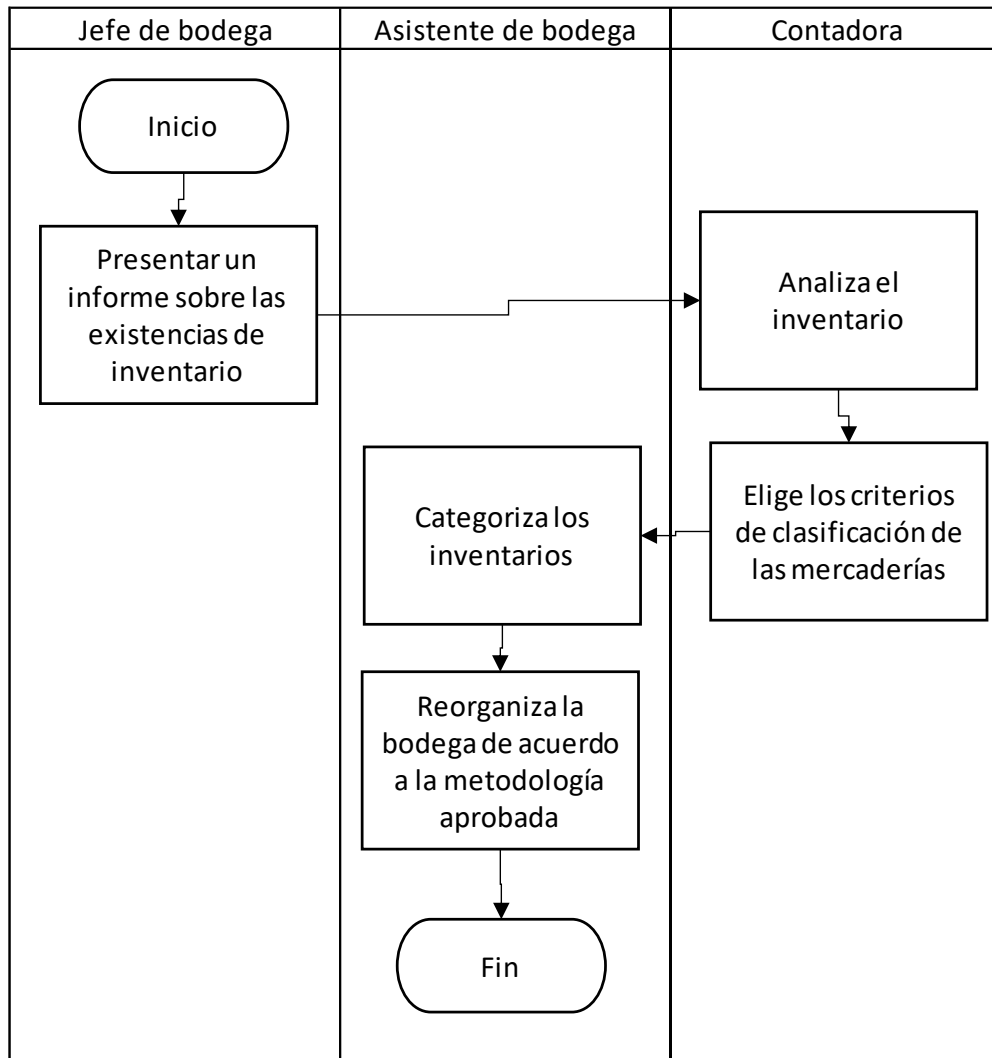 Jefe de bodega
Asistente de bodega
Contadora
Inicio
Presentar un
informe sobre las
existencias de
inventario
Analiza el
inventario
Elige los criterios
de clasificación de
las mercaderías
Categoriza los
inventarios
Reorganiza la
bodega de acuerdo
a la metodología
aprobada
Fin